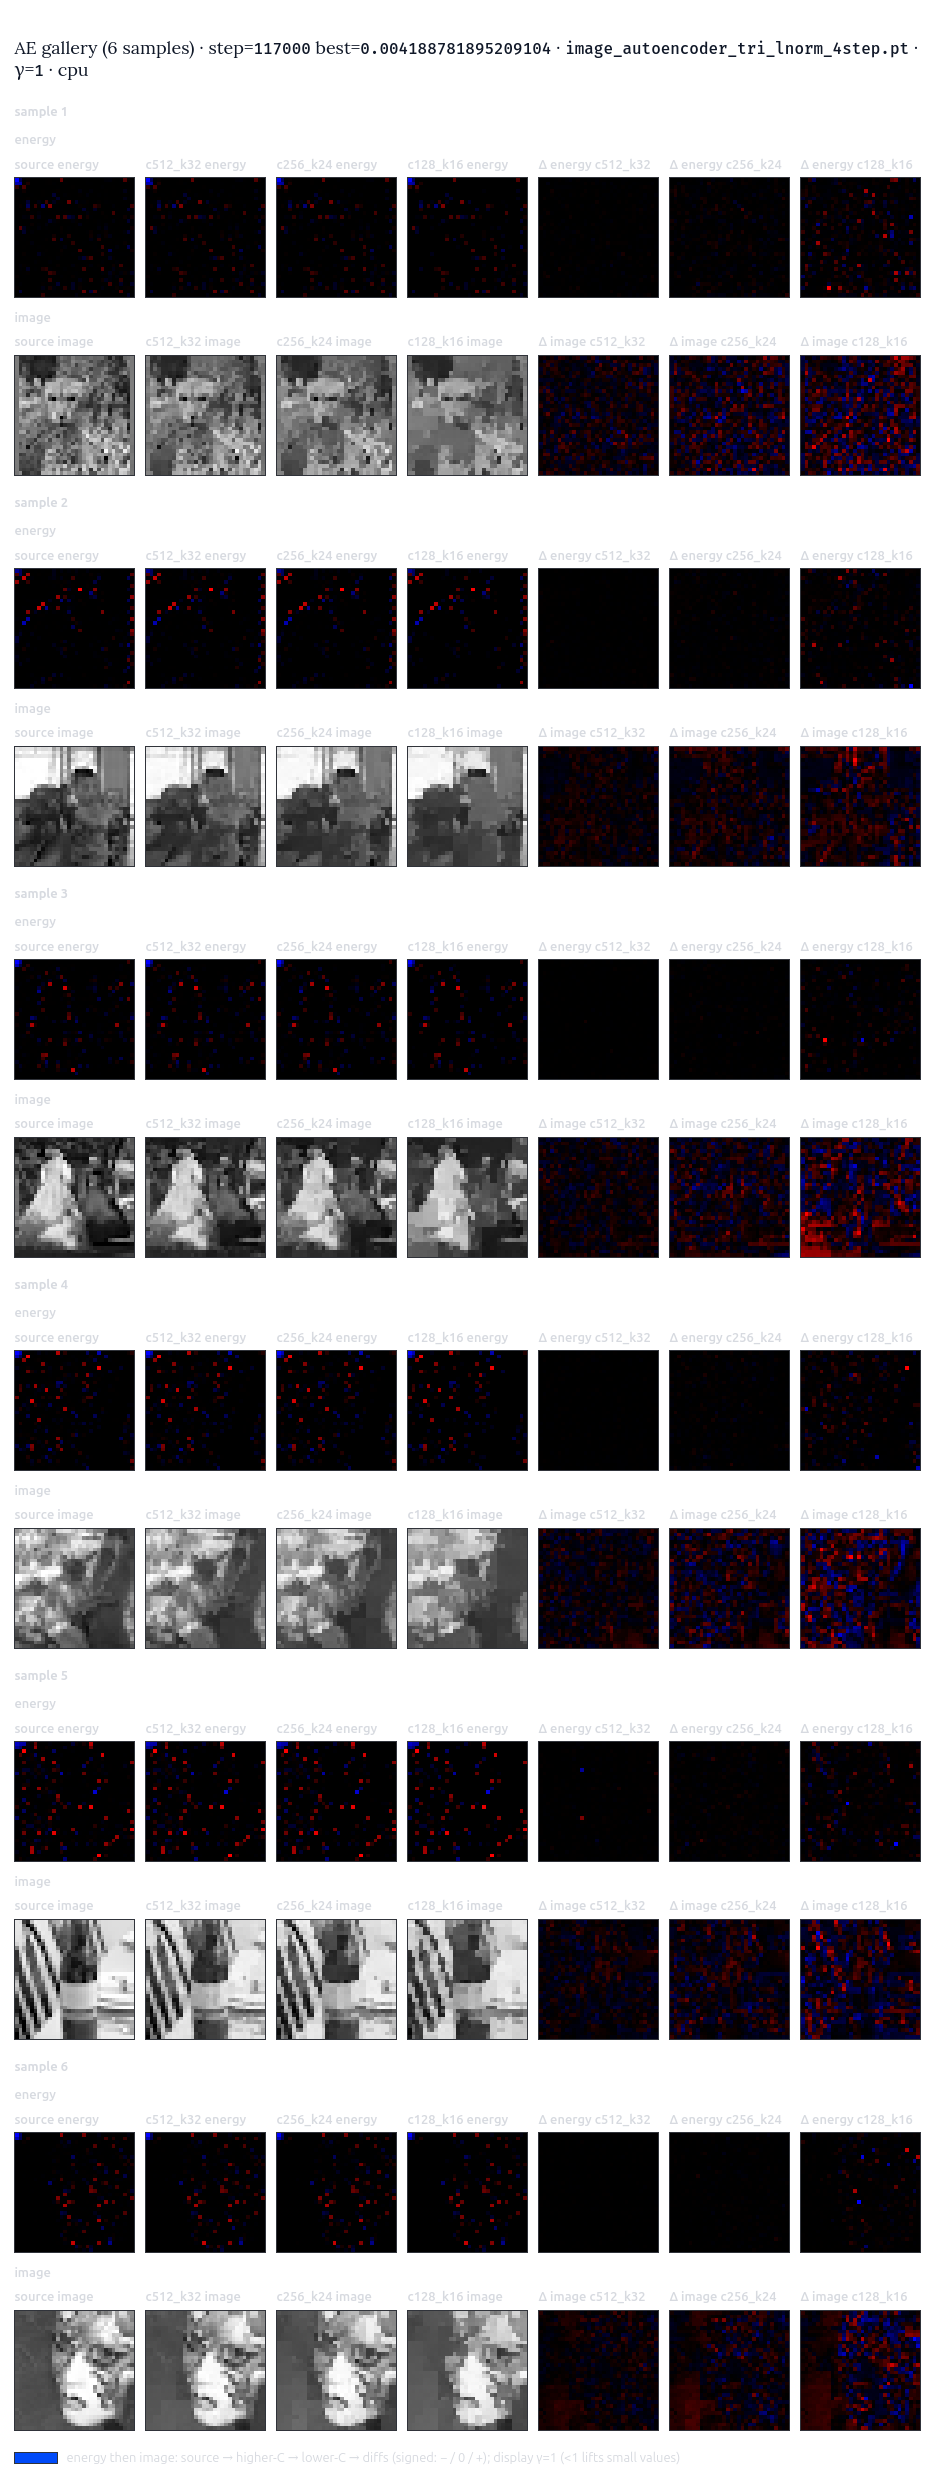 AE gallery (6 samples) · step=117000 best=0.004188781895209104 · image_autoencoder_tri_lnorm_4step.pt ·
γ=1 · cpu
sample 1
energy
source energy c512_k32 energy c256_k24 energy c128_k16 energy Δ energy c512_k32 Δ energy c256_k24 Δ energy c128_k16
image
source image c512_k32 image c256_k24 image c128_k16 image Δ image c512_k32 Δ image c256_k24 Δ image c128_k16
sample 2
energy
source energy c512_k32 energy c256_k24 energy c128_k16 energy Δ energy c512_k32 Δ energy c256_k24 Δ energy c128_k16
image
source image c512_k32 image c256_k24 image c128_k16 image Δ image c512_k32 Δ image c256_k24 Δ image c128_k16
sample 3
energy
source energy c512_k32 energy c256_k24 energy c128_k16 energy Δ energy c512_k32 Δ energy c256_k24 Δ energy c128_k16
image
source image c512_k32 image c256_k24 image c128_k16 image Δ image c512_k32 Δ image c256_k24 Δ image c128_k16
sample 4
energy
source energy c512_k32 energy c256_k24 energy c128_k16 energy Δ energy c512_k32 Δ energy c256_k24 Δ energy c128_k16
image
source image c512_k32 image c256_k24 image c128_k16 image Δ image c512_k32 Δ image c256_k24 Δ image c128_k16
sample 5
energy
source energy c512_k32 energy c256_k24 energy c128_k16 energy Δ energy c512_k32 Δ energy c256_k24 Δ energy c128_k16
image
source image c512_k32 image c256_k24 image c128_k16 image Δ image c512_k32 Δ image c256_k24 Δ image c128_k16
sample 6
energy
source energy c512_k32 energy c256_k24 energy c128_k16 energy Δ energy c512_k32 Δ energy c256_k24 Δ energy c128_k16
image
source image c512_k32 image c256_k24 image c128_k16 image Δ image c512_k32 Δ image c256_k24 Δ image c128_k16
energy then image: source → higher-C → lower-C → diffs (signed: − / 0 / +); display γ=1 (<1 lifts small values)